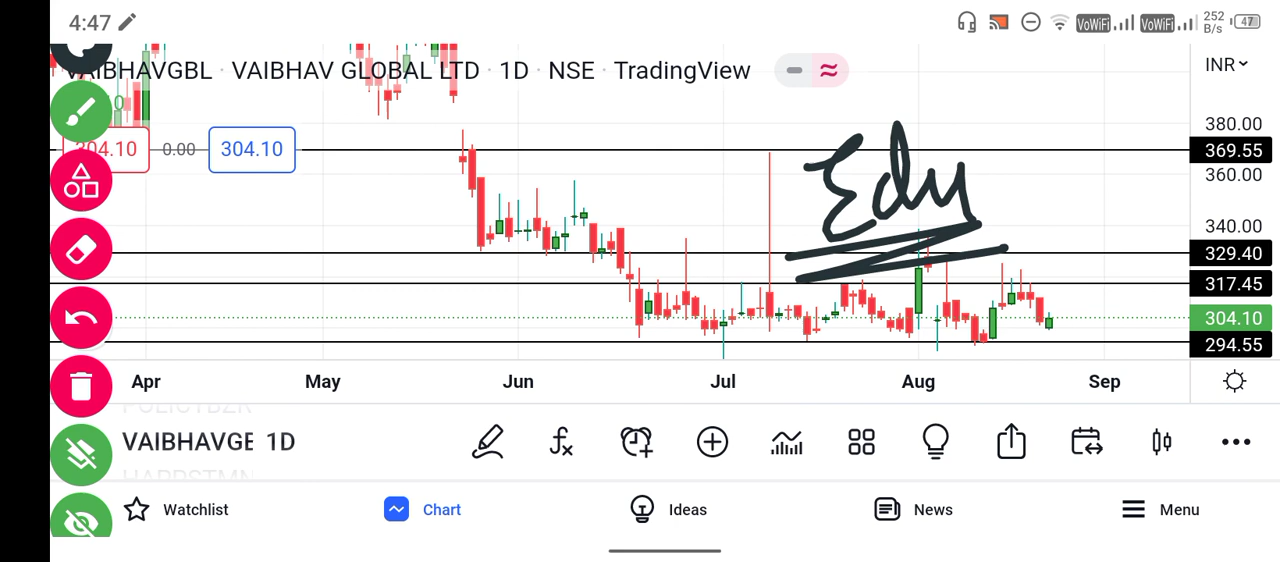 4:47 VoWiFi VoWiFi 252 B/s 47
VAIBHAVGBL · VAIBHAV GLOBAL LTD · 1D · NSE · TradingView
INR
304.10 0.00 304.10
Edu
380.00
369.55
360.00
340.00
329.40
317.45
304.10
294.55
Apr May Jun Jul Aug Sep
VAIBHAVGE 1D
Watchlist Chart Ideas News Menu